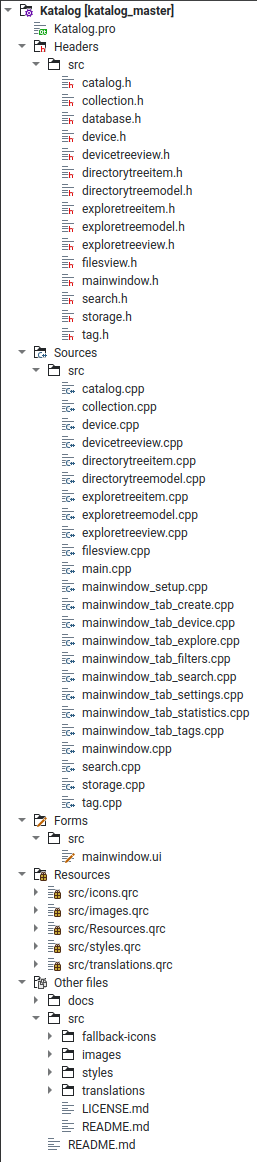 Katalog [katalog_master]
Katalog.pro
Headers
src
catalog.h
collection.h
database.h
device.h
devicetreeview.h
directorytreeitem.h
directorytreemodel.h
exploretreeitem.h
exploretreemodel.h
exploretreeview.h
filesview.h
mainwindow.h
search.h
storage.h
tag.h
Sources
src
catalog.cpp
collection.cpp
device.cpp
devicetreeview.cpp
directorytreeitem.cpp
directorytreemodel.cpp
exploretreeitem.cpp
exploretreemodel.cpp
exploretreeview.cpp
filesview.cpp
main.cpp
mainwindow_setup.cpp
mainwindow_tab_create.cpp
mainwindow_tab_device.cpp
mainwindow_tab_explore.cpp
mainwindow_tab_filters.cpp
mainwindow_tab_search.cpp
mainwindow_tab_settings.cpp
mainwindow_tab_statistics.cpp
mainwindow_tab_tags.cpp
mainwindow.cpp
search.cpp
storage.cpp
tag.cpp
Forms
src
mainwindow.ui
Resources
src/icons.qrc
src/images.qrc
src/Resources.qrc
src/styles.qrc
src/translations.qrc
Other files
docs
src
fallback-icons
images
styles
translations
LICENSE.md
README.md
README.md